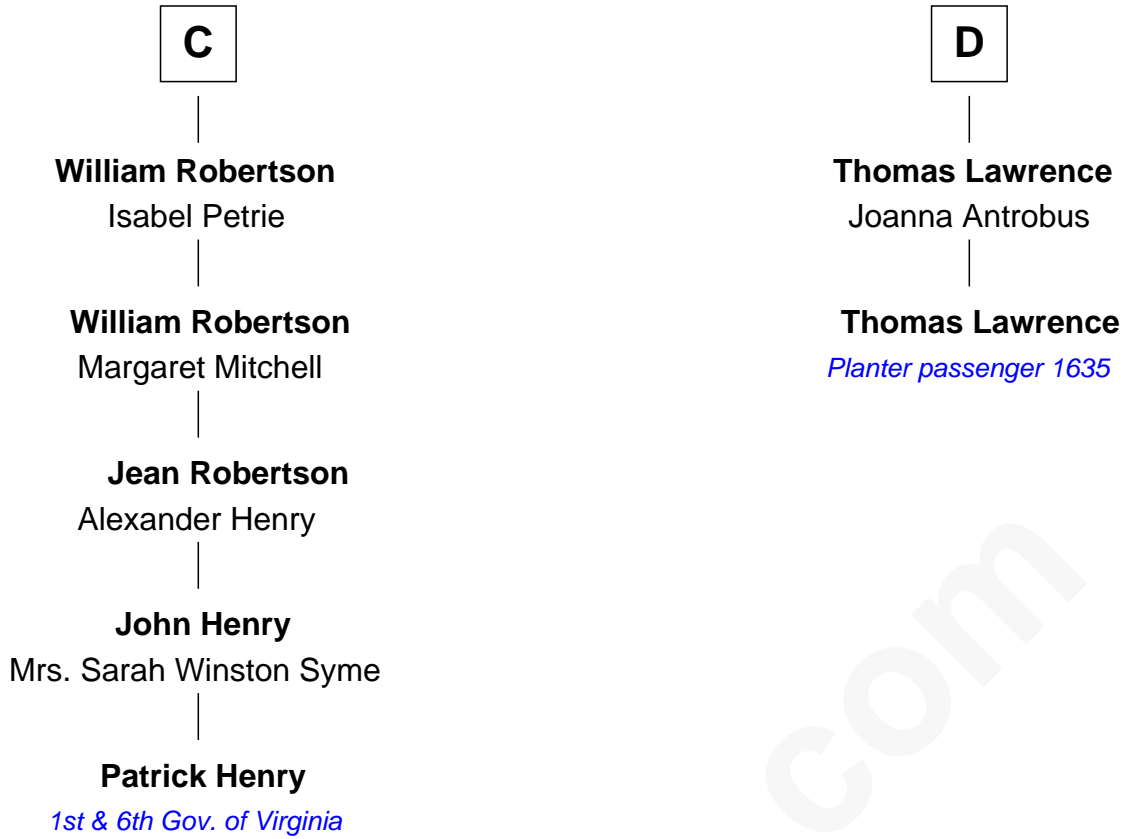 C
William Robertson
Isabel Petrie
William Robertson
Margaret Mitchell
Jean Robertson
Alexander Henry
John Henry
Mrs. Sarah Winston Syme
Patrick Henry
1st & 6th Gov. of Virginia
D
Thomas Lawrence
Joanna Antrobus
Thomas Lawrence
Planter passenger 1635
com